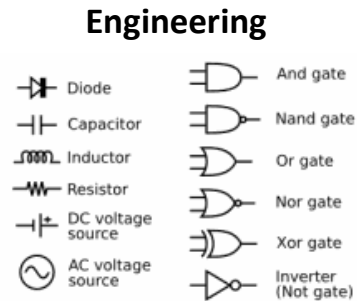 Engineering
Diode
Capacitor
Inductor
Resistor
DC voltage
source
AC voltage
source
And gate
Nand gate
Or gate
Nor gate
Xor gate
Inverter
(Not gate)